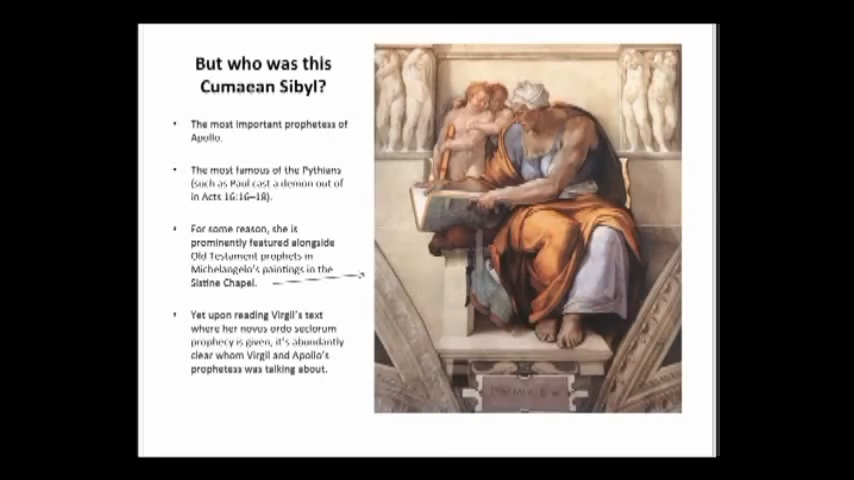 But who was this
Cumaean Sibyl?
• The most important prophetess of
Apollo.
• The most famous of the Pythians
(such as Paul cast a demon out of
in Acts 16:16–18).
• For some reason, she is
prominently featured alongside
Old Testament prophets in
Michelangelo's paintings in the
Sistine Chapel.
• Yet upon reading Virgil's text
where her novus ordo seclorum
prophecy is given, it's abundantly
clear whom Virgil and Apollo's
prophetess was talking about.